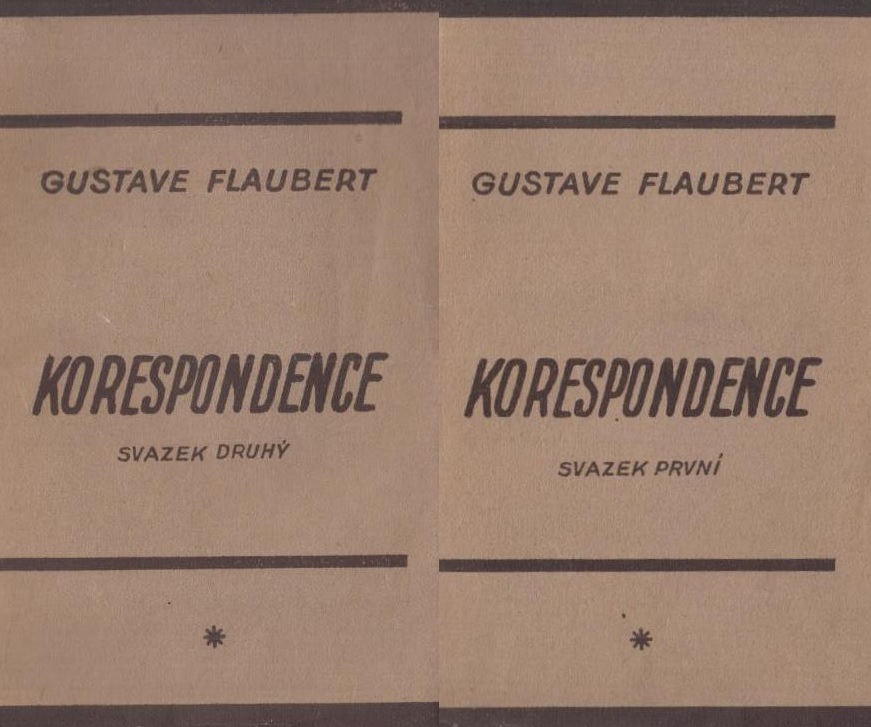 GUSTAVE FLAUBERT
KORESPONDENCE
SVAZEK DRUHÝ
GUSTAVE FLAUBERT
KORESPONDENCE
SVAZEK PRVNÍ